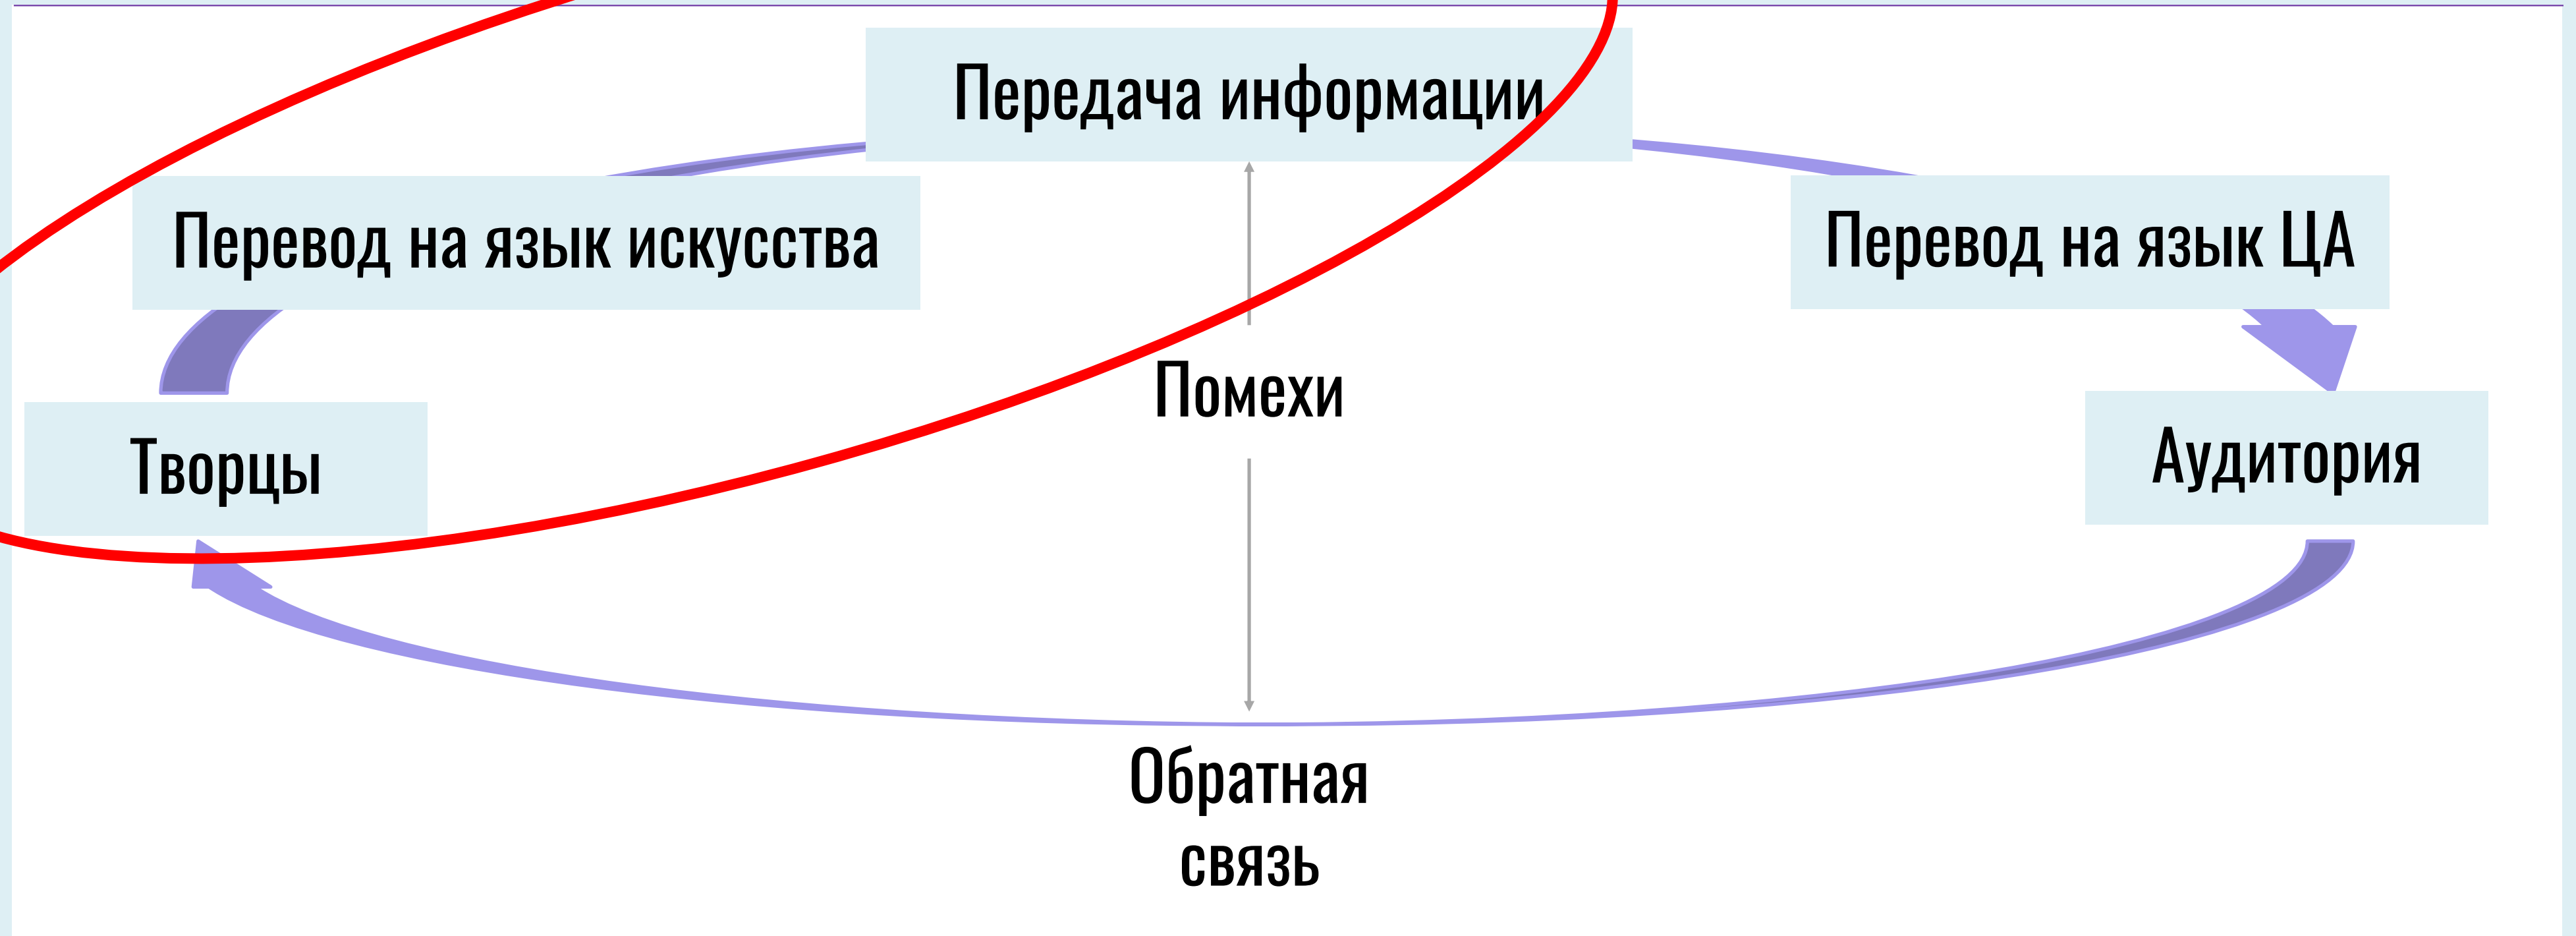 Передача информации
Перевод на язык искусства
Перевод на язык ЦА
Помехи
Творцы
Аудитория
Обратная
связь